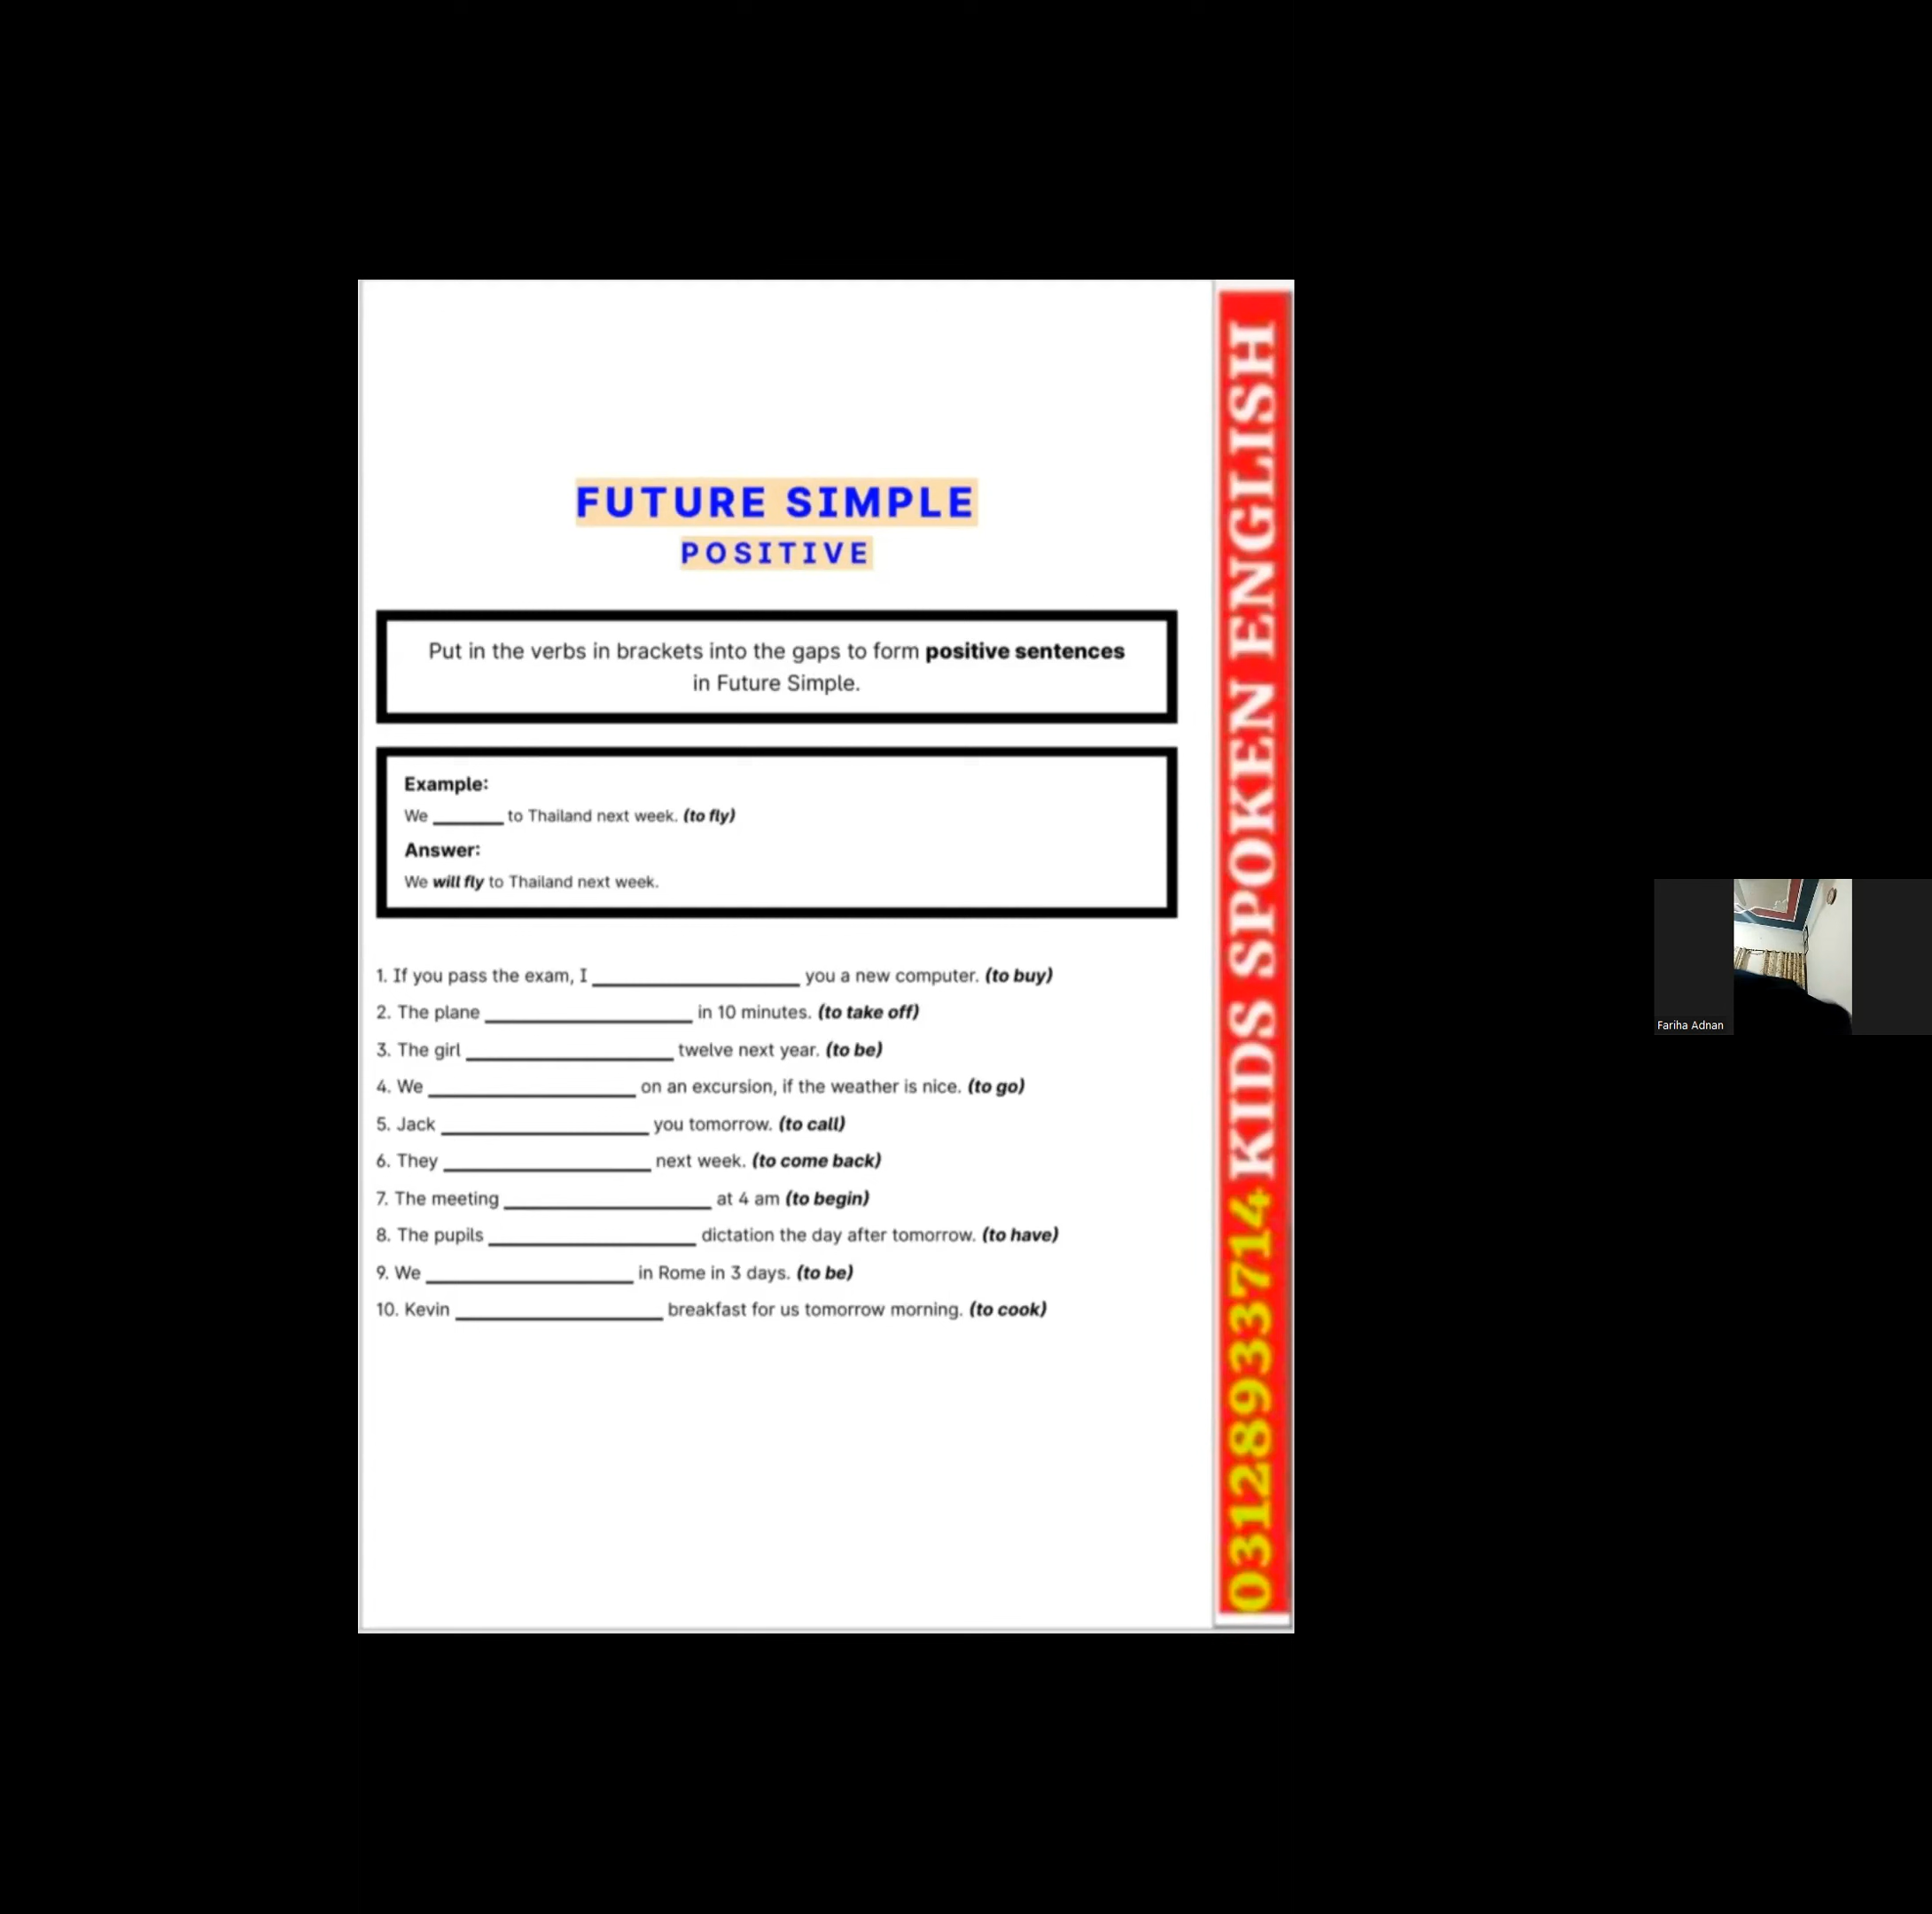 FUTURE SIMPLE
POSITIVE
Put in the verbs in brackets into the gaps to form positive sentences
in Future Simple.
Example:
We ________ to Thailand next week. (to fly)
Answer:
We will fly to Thailand next week.
1. If you pass the exam, I ____________________ you a new computer. (to buy)
2. The plane ____________________ in 10 minutes. (to take off)
3. The girl ____________________ twelve next year. (to be)
4. We ____________________ on an excursion, if the weather is nice. (to go)
5. Jack ____________________ you tomorrow. (to call)
6. They ____________________ next week. (to come back)
7. The meeting ____________________ at 4 am (to begin)
8. The pupils ____________________ dictation the day after tomorrow. (to have)
9. We ____________________ in Rome in 3 days. (to be)
10. Kevin ____________________ breakfast for us tomorrow morning. (to cook)
03128933714 KIDS SPOKEN ENGLISH
Fariha Adnan